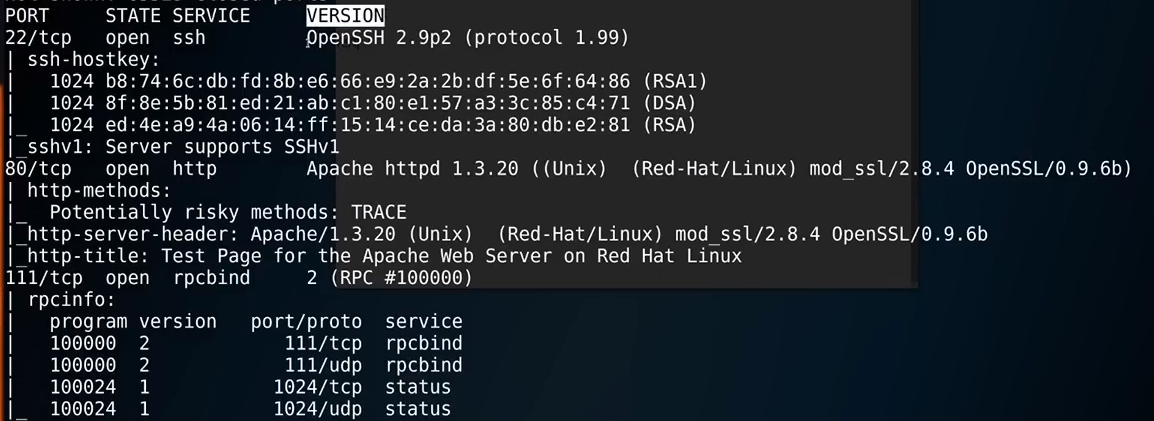 PORT STATE SERVICE VERSION
22/tcp open ssh OpenSSH 2.9p2 (protocol 1.99)
| ssh-hostkey:
| 1024 b8:74:6c:db:fd:8b:e6:66:e9:2a:2b:df:5e:6f:64:86 (RSA1)
| 1024 8f:8e:5b:81:ed:21:ab:c1:80:e1:57:a3:3c:85:c4:71 (DSA)
|_ 1024 ed:4e:a9:4a:06:14:ff:15:14:ce:da:3a:80:db:e2:81 (RSA)
|_sshv1: Server supports SSHv1
80/tcp open http Apache httpd 1.3.20 ((Unix) (Red-Hat/Linux) mod_ssl/2.8.4 OpenSSL/0.9.6b)
| http-methods:
|_ Potentially risky methods: TRACE
|_http-server-header: Apache/1.3.20 (Unix) (Red-Hat/Linux) mod_ssl/2.8.4 OpenSSL/0.9.6b
|_http-title: Test Page for the Apache Web Server on Red Hat Linux
111/tcp open rpcbind 2 (RPC #100000)
| rpcinfo:
| program version port/proto service
| 100000 2 111/tcp rpcbind
| 100000 2 111/udp rpcbind
| 100024 1 1024/tcp status
|_ 100024 1 1024/udp status